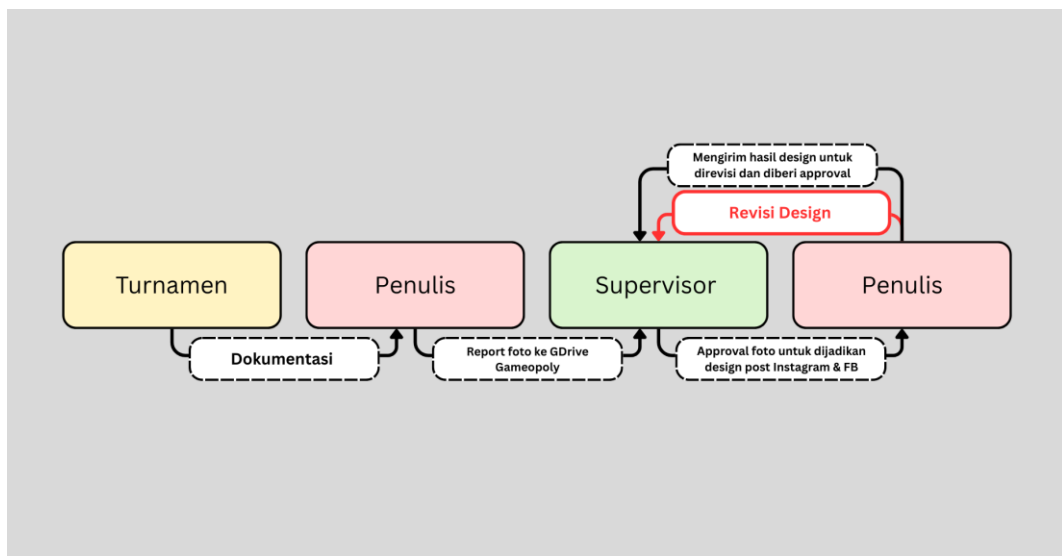 Mengirim hasil design untuk
direvisi dan diberi approval
Revisi Design
Turnamen
Penulis
Supervisor
Penulis
Dokumentasi
Report foto ke GDrive
Gameopoly
Approval foto untuk dijadikan
design post Instagram & FB